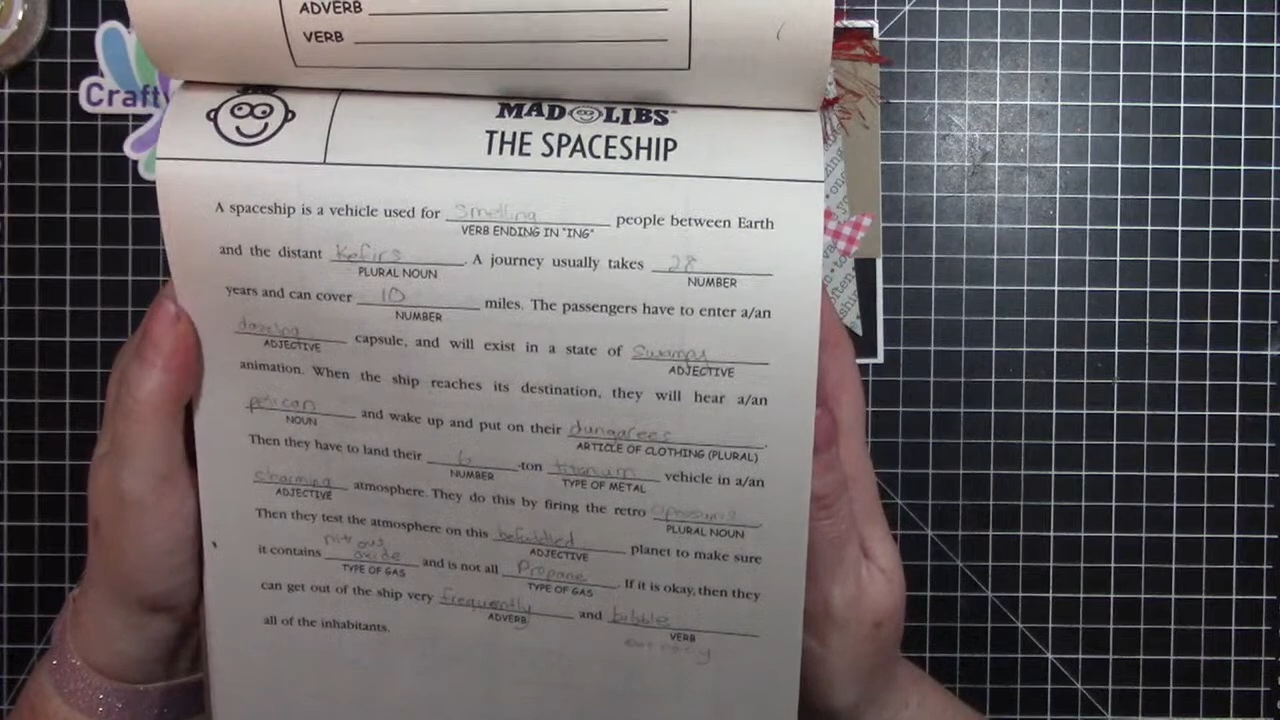 ADVERB
VERB
Craft
MAD LIBS
THE SPACESHIP
A spaceship is a vehicle used for smelling people between Earth
VERB ENDING IN "ING"
and the distant kefirs. A journey usually takes 28
PLURAL NOUN
NUMBER
years and can cover 10 miles. The passengers have to enter a/an
NUMBER
capsule, and will exist in a state of swampy
ADJECTIVE
ADJECTIVE
animation. When the ship reaches its destination, they will hear a/an
pelican and wake up and put on their dungarees.
NOUN
ARTICLE OF CLOTHING (PLURAL)
Then they have to land their 6-ton titanium vehicle in a/an
NUMBER
TYPE OF METAL
charming atmosphere. They do this by firing the retro
ADJECTIVE
PLURAL NOUN
Then they test the atmosphere on this befuddled planet to make sure
ADJECTIVE
it contains nitrous oxide and is not all Propane. If it is okay, then they
TYPE OF GAS
TYPE OF GAS
can get out of the ship very frequently and bubble
ADVERB
VERB
all of the inhabitants.